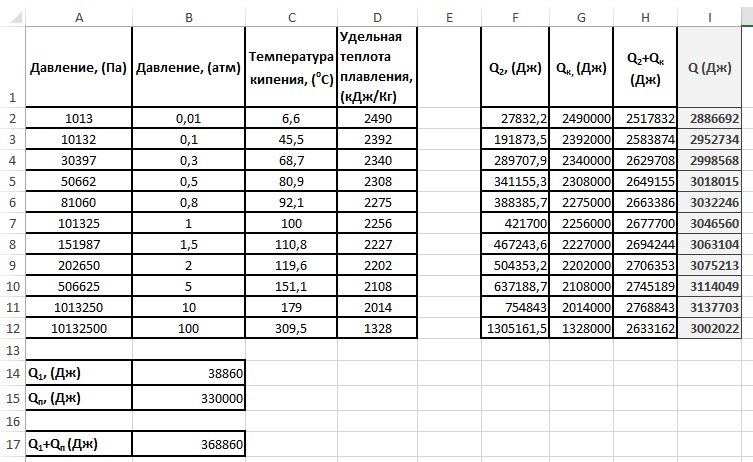 A B C D E F G H I
1 Давление, (Па) Давление, (атм) Температура кипения, (⁰С) Удельная теплота плавления, (кДж/Кг) Q₂, (Дж) Qк, (Дж) Q₂+Qк (Дж) Q (Дж)
2 1013 0,01 6,6 2490 27832,2 2490000 2517832 2886692
3 10132 0,1 45,5 2392 191873,5 2392000 2583874 2952734
4 30397 0,3 68,7 2340 289707,9 2340000 2629708 2998568
5 50662 0,5 80,9 2308 341155,3 2308000 2649155 3018015
6 81060 0,8 92,1 2275 388385,7 2275000 2663386 3032246
7 101325 1 100 2256 421700 2256000 2677700 3046560
8 151987 1,5 110,8 2227 467243,6 2227000 2694244 3063104
9 202650 2 119,6 2202 504353,2 2202000 2706353 3075213
10 506625 5 151,1 2108 637188,7 2108000 2745189 3114049
11 1013250 10 179 2014 754843 2014000 2768843 3137703
12 10132500 100 309,5 1328 1305161,5 1328000 2633162 3002022
13
14 Q₁, (Дж) 38860
15 Qп, (Дж) 330000
16
17 Q₁+Qп (Дж) 368860